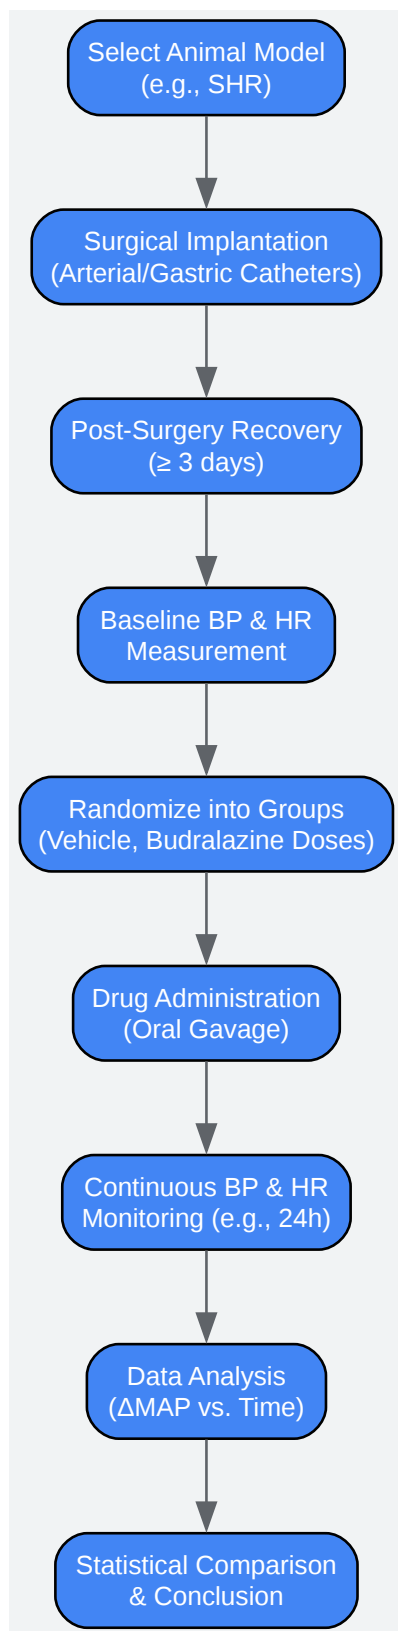 Select Animal Model
(e.g., SHR)
Surgical Implantation
(Arterial/Gastric Catheters)
Post-Surgery Recovery
(≥ 3 days)
Baseline BP & HR
Measurement
Randomize into Groups
(Vehicle, Budralazine Doses)
Drug Administration
(Oral Gavage)
Continuous BP & HR
Monitoring (e.g., 24h)
Data Analysis
(ΔMAP vs. Time)
Statistical Comparison
& Conclusion